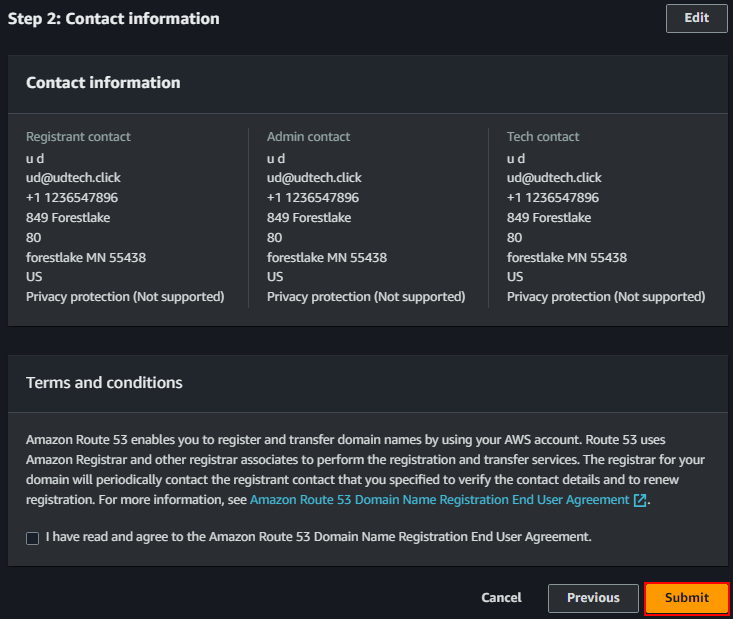 Step 2: Contact information
Edit
Contact information
Registrant contact
u d
ud@udtech.click
+1 1236547896
849 Forestlake
80
forestlake MN 55438
US
Privacy protection (Not supported)
Admin contact
u d
ud@udtech.click
+1 1236547896
849 Forestlake
80
forestlake MN 55438
US
Privacy protection (Not supported)
Tech contact
u d
ud@udtech.click
+1 1236547896
849 Forestlake
80
forestlake MN 55438
US
Privacy protection (Not supported)
Terms and conditions
Amazon Route 53 enables you to register and transfer domain names by using your AWS account. Route 53 uses
Amazon Registrar and other registrar associates to perform the registration and transfer services. The registrar for your
domain will periodically contact the registrant contact that you specified to verify the contact details and to renew
registration. For more information, see Amazon Route 53 Domain Name Registration End User Agreement.
I have read and agree to the Amazon Route 53 Domain Name Registration End User Agreement.
Cancel
Previous
Submit